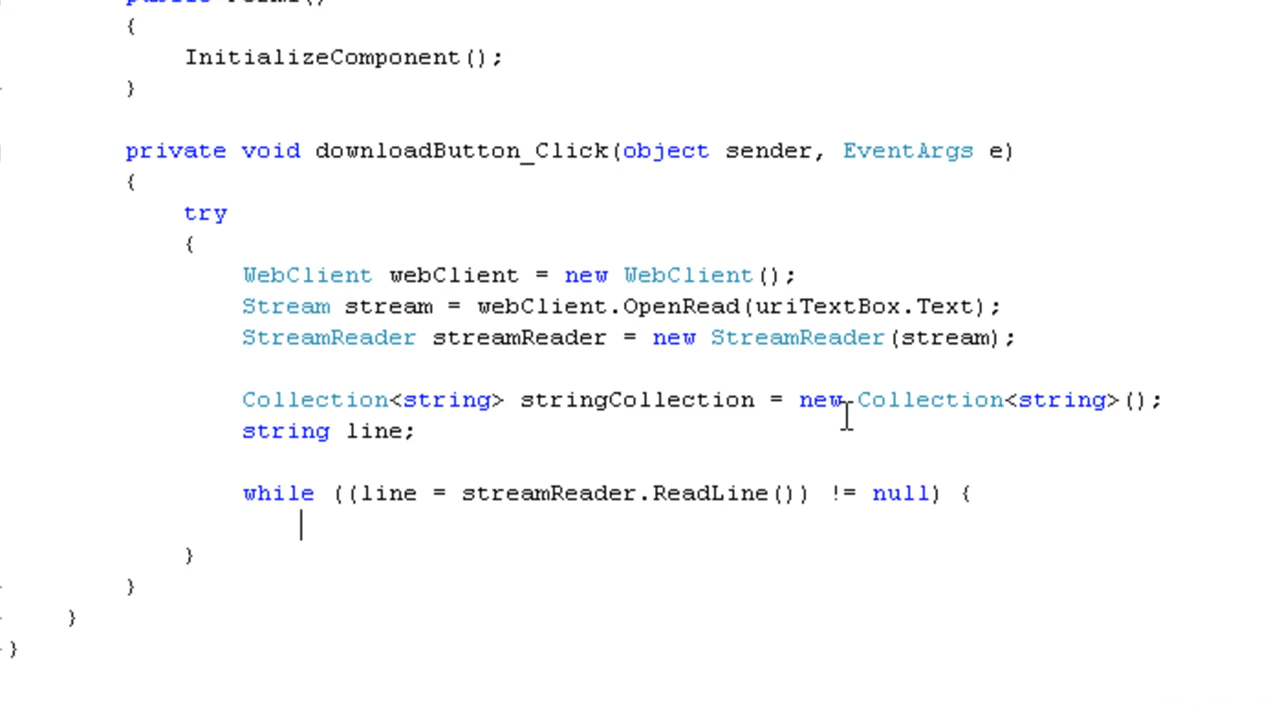 {
InitializeComponent();
}
private void downloadButton_Click(object sender, EventArgs e)
{
try
{
WebClient webClient = new WebClient();
Stream stream = webClient.OpenRead(uriTextBox.Text);
StreamReader streamReader = new StreamReader(stream);
Collection<string> stringCollection = new Collection<string>();
string line;
while ((line = streamReader.ReadLine()) != null) {
}
}
}
}